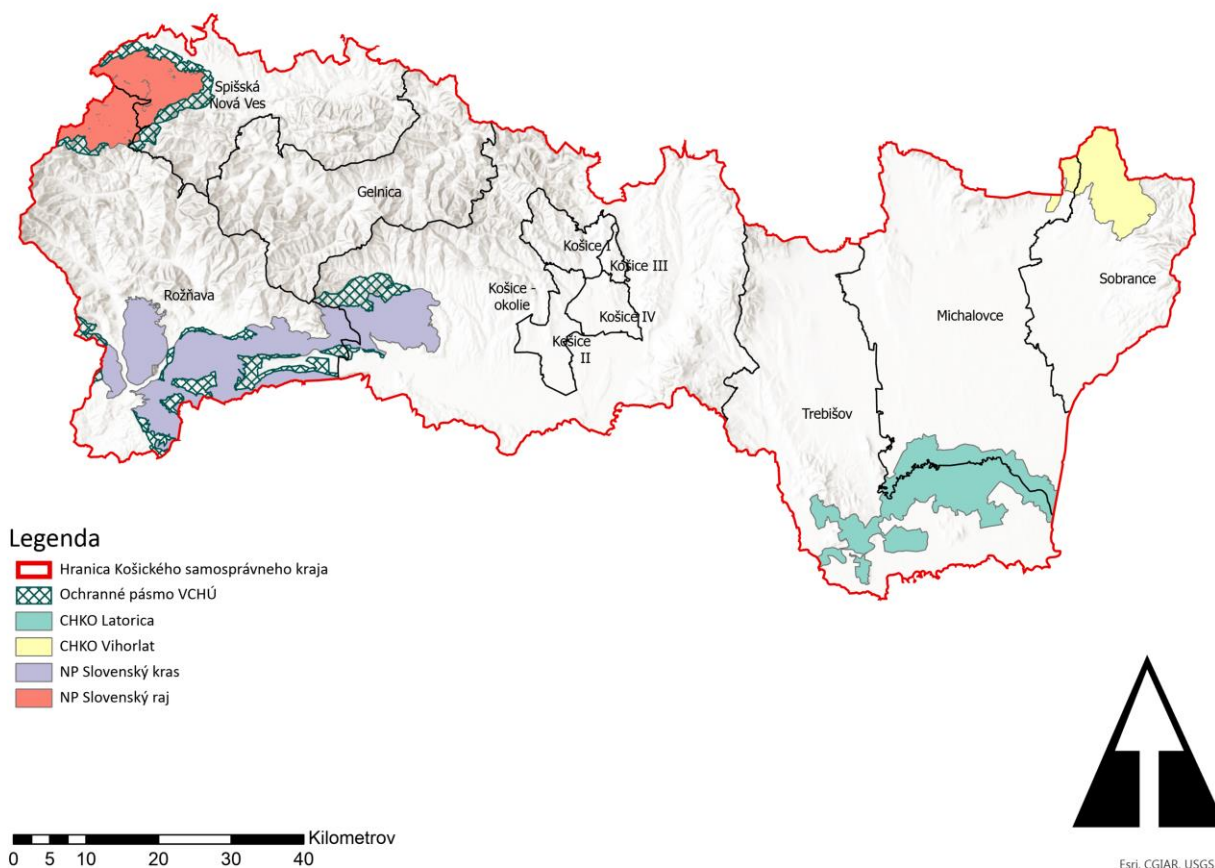 Spišská
Nová Ves
Gelnica
Košice I
Košice III
Košice -
okolie
Rožňava
Košice IV
Košice
II
Sobrance
Michalovce
Trebišov
Legenda
Hranica Košického samosprávneho kraja
Ochranné pásmo VCHÚ
CHKO Latorica
CHKO Vihorlat
NP Slovenský kras
NP Slovenský raj
Kilometrov
0 5 10 20 30 40
Esri, CGIAR, USGS